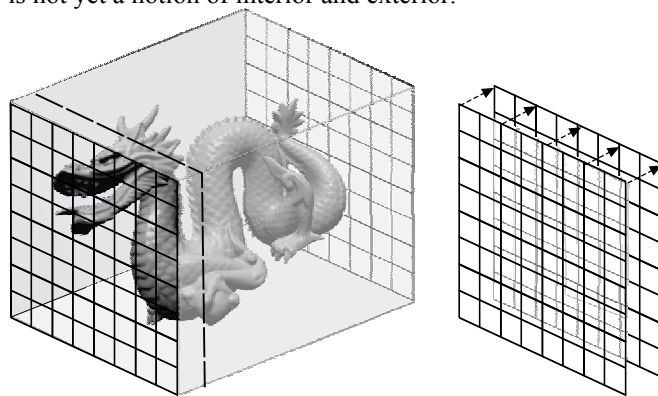 is not yet a notion of interior and exterior.